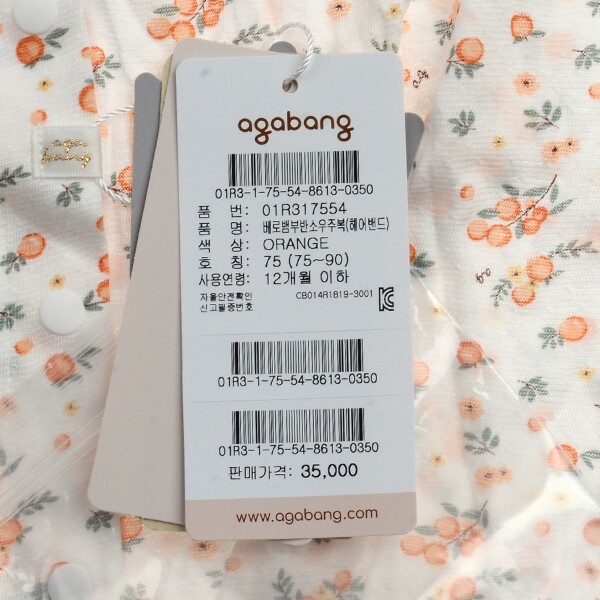 agabang
01R3-1-75-54-8613-0350
품 번: 01R317554
품 명: 베로뱀부반소우주복(헤어밴드)
색 상: ORANGE
호 칭: 75 (75~90)
사용연령: 12개월 이하
자율안전확인 CB014R1819-3001
신고필증번호
01R3-1-75-54-8613-0350
01R3-1-75-54-8613-0350
판매가격: 35,000
www.agabang.com
aga
bang